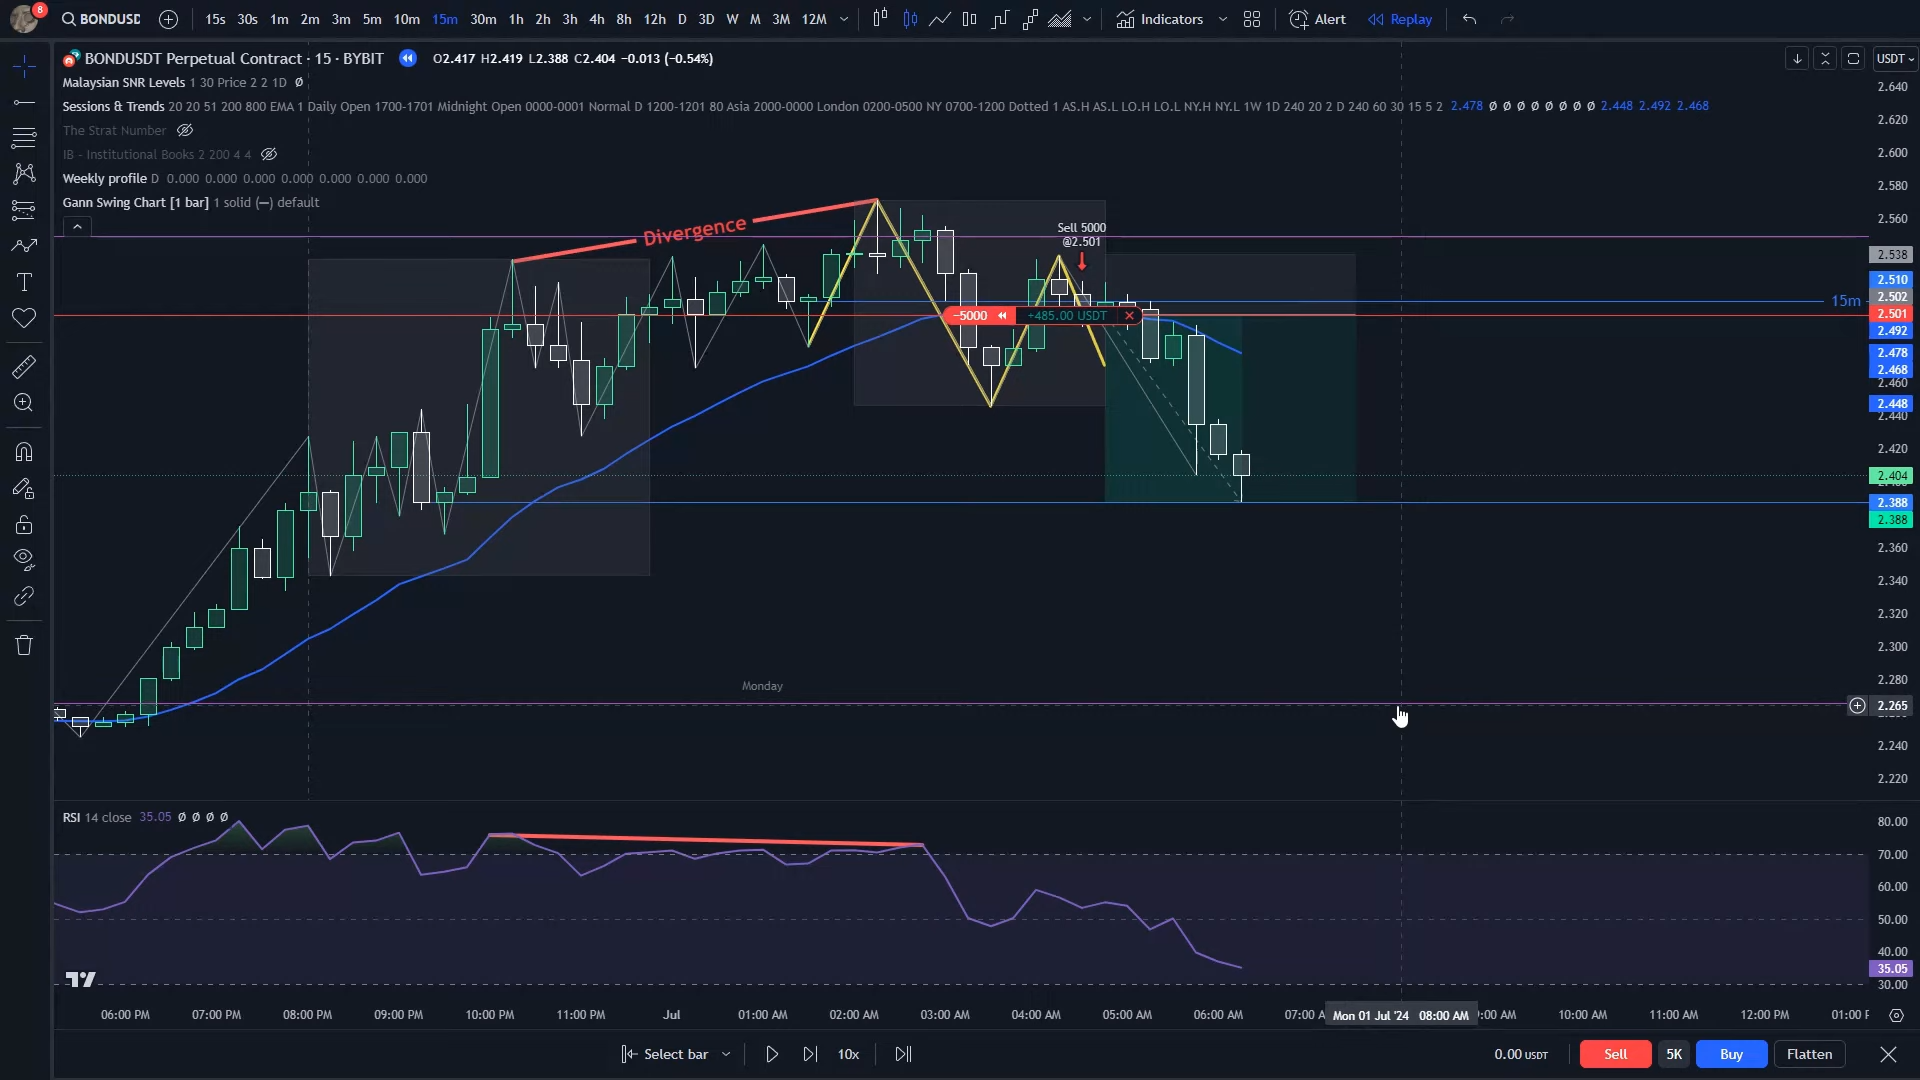 8
BONDUSD
15s 30s 1m 2m 3m 5m 10m 15m 30m 1h 2h 3h 4h 8h 12h D 3D W M 3M 12M
Indicators
Alert
Replay
BONDUSDT Perpetual Contract · 15 · BYBIT O2.417 H2.419 L2.388 C2.404 −0.013 (−0.54%)
USDT
Malaysian SNR Levels 1 30 Price 2 2 1D Ø
Sessions & Trends 20 20 51 200 800 EMA 1 Daily Open 1700-1701 Midnight Open 0000-0001 Normal D 1200-1201 80 Asia 2000-0000 London 0200-0500 NY 0700-1200 Dotted 1 AS.H AS.L LO.H LO.L NY.H NY.L 1W 1D 240 20 2 D 240 60 30 15 5 2 2.478 Ø Ø Ø Ø Ø Ø Ø Ø 2.448 2.492 2.468
The Strat Number
IB - Institutional Books 2 200 4 4
Weekly profile D 0.000 0.000 0.000 0.000 0.000 0.000 0.000
Gann Swing Chart [1 bar] 1 solid (—) default
Divergence
Sell 5000
@2.501
15m
−5000
+485.00 USDT
Monday
2.640
2.620
2.600
2.580
2.560
2.538
2.510
2.502
2.501
2.492
2.478
2.468
2.460
2.448
2.440
2.420
2.404
2.388
2.388
2.360
2.340
2.320
2.300
2.280
2.265
2.240
2.220
RSI 14 close 35.05 Ø Ø Ø Ø
80.00
70.00
60.00
50.00
40.00
35.05
30.00
06:00 PM 07:00 PM 08:00 PM 09:00 PM 10:00 PM 11:00 PM Jul 01:00 AM 02:00 AM 03:00 AM 04:00 AM 05:00 AM 06:00 AM 07:00 A Mon 01 Jul '24 08:00 AM 9:00 AM 10:00 AM 11:00 AM 12:00 PM 01:00 P
Select bar
10x
0.00 USDT
Sell
5K
Buy
Flatten